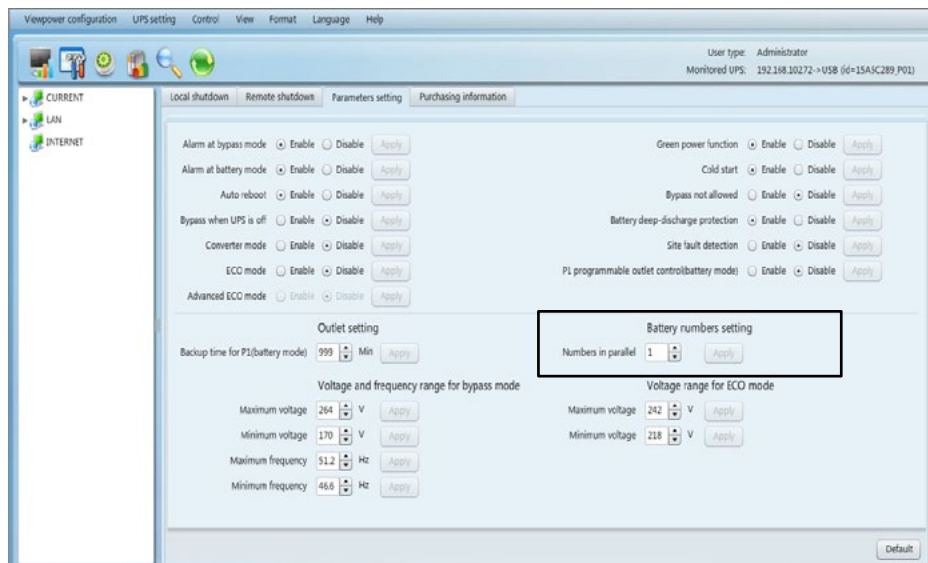 Viewpower configuration UPS setting Control View Format Language Help
User type: Administrator
Monitored UPS: 192.168.10272->USB (id=15A5C289_P01)
CURRENT
LAN
INTERNET
Local shutdown Remote shutdown Parameters setting Purchasing information
Alarm at bypass mode Enable Disable Apply Green power function Enable Disable Apply
Alarm at battery mode Enable Disable Apply Cold start Enable Disable Apply
Auto reboot Enable Disable Apply Bypass not allowed Enable Disable Apply
Bypass when UPS is off Enable Disable Apply Battery deep-discharge protection Enable Disable Apply
Converter mode Enable Disable Apply Site fault detection Enable Disable Apply
ECO mode Enable Disable Apply P1 programmable outlet control(battery mode) Enable Disable Apply
Advanced ECO mode Enable Disable Apply
Outlet setting Battery numbers setting
Backup time for P1(battery mode) 999 Min Apply Numbers in parallel 1 Apply
Voltage and frequency range for bypass mode Voltage range for ECO mode
Maximum voltage 264 V Apply Maximum voltage 242 V Apply
Minimum voltage 170 V Apply Minimum voltage 218 V Apply
Maximum frequency 51.2 Hz Apply
Minimum frequency 46.6 Hz Apply
Default